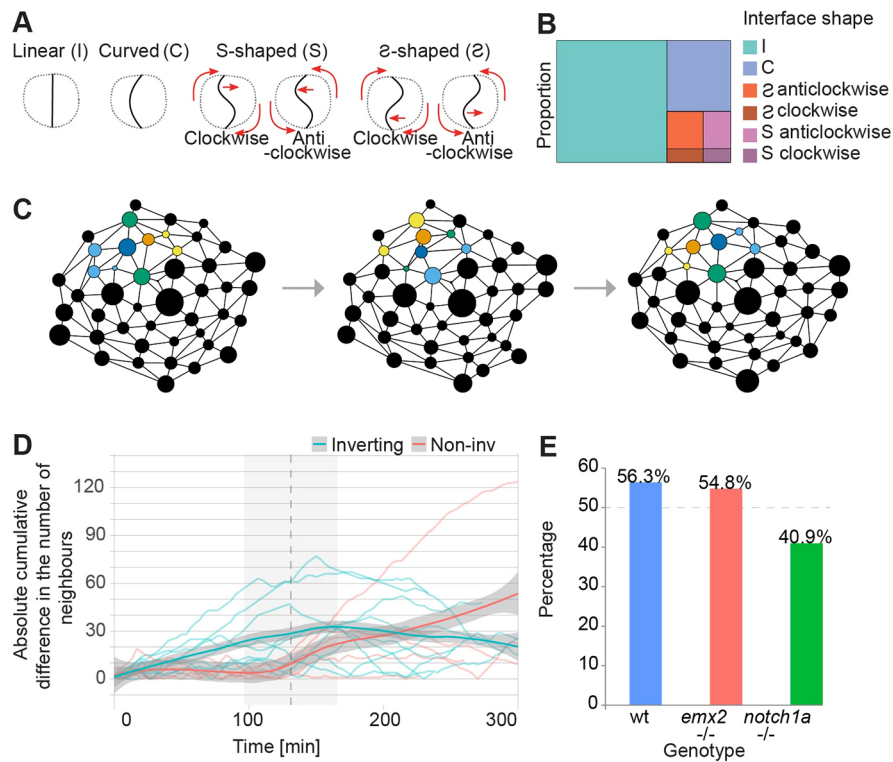 A
Linear (I) Curved (C) S-shaped (S) Ƨ-shaped (Ƨ)
Clockwise
Anti
-clockwise
Clockwise
Anti
-clockwise
B
Proportion
Interface shape
I
C
Ƨ anticlockwise
Ƨ clockwise
S anticlockwise
S clockwise
C
D
Inverting Non-inv
Absolute cumulative
difference in the number of
neighbours
120
90
60
30
0
0 100 200 300
Time [min]
E
Percentage
60
50
40
30
20
10
0
56.3%
54.8%
40.9%
wt emx2 notch1a
-/- -/-
Genotype